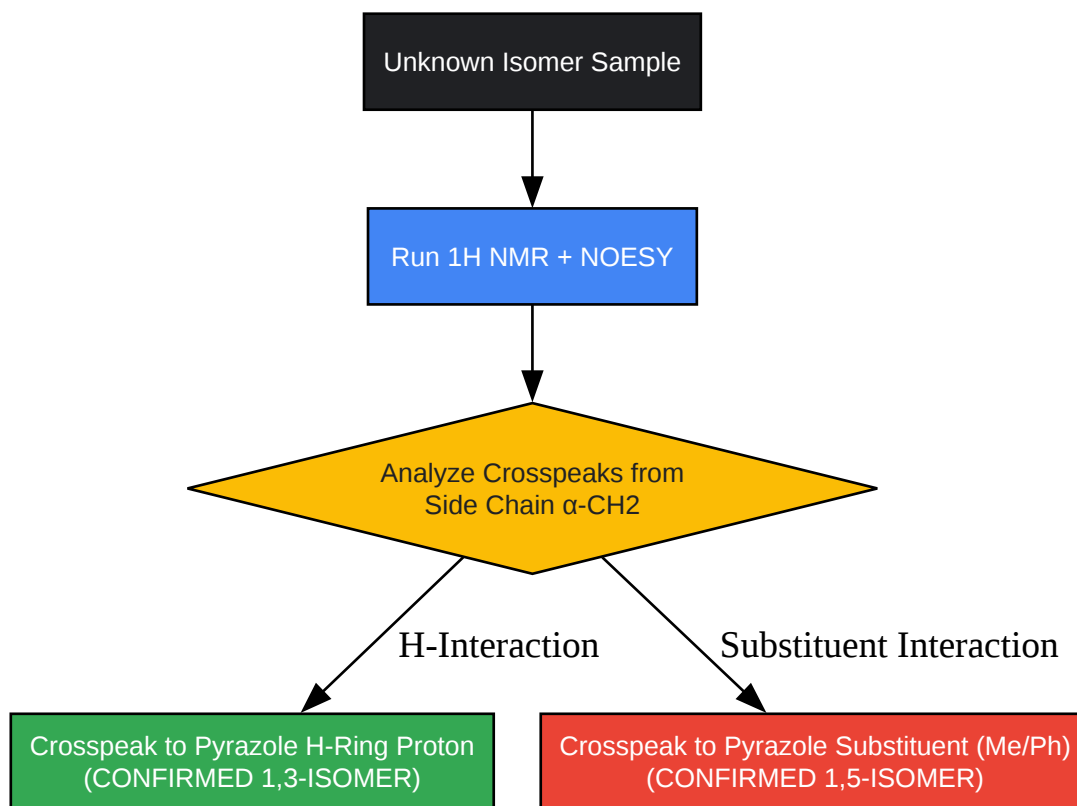 Unknown Isomer Sample
Run 1H NMR + NOESY
Analyze Crosspeaks from
Side Chain α-CH2
H-Interaction
Substituent Interaction
Crosspeak to Pyrazole H-Ring Proton
(CONFIRMED 1,3-ISOMER)
Crosspeak to Pyrazole Substituent (Me/Ph)
(CONFIRMED 1,5-ISOMER)